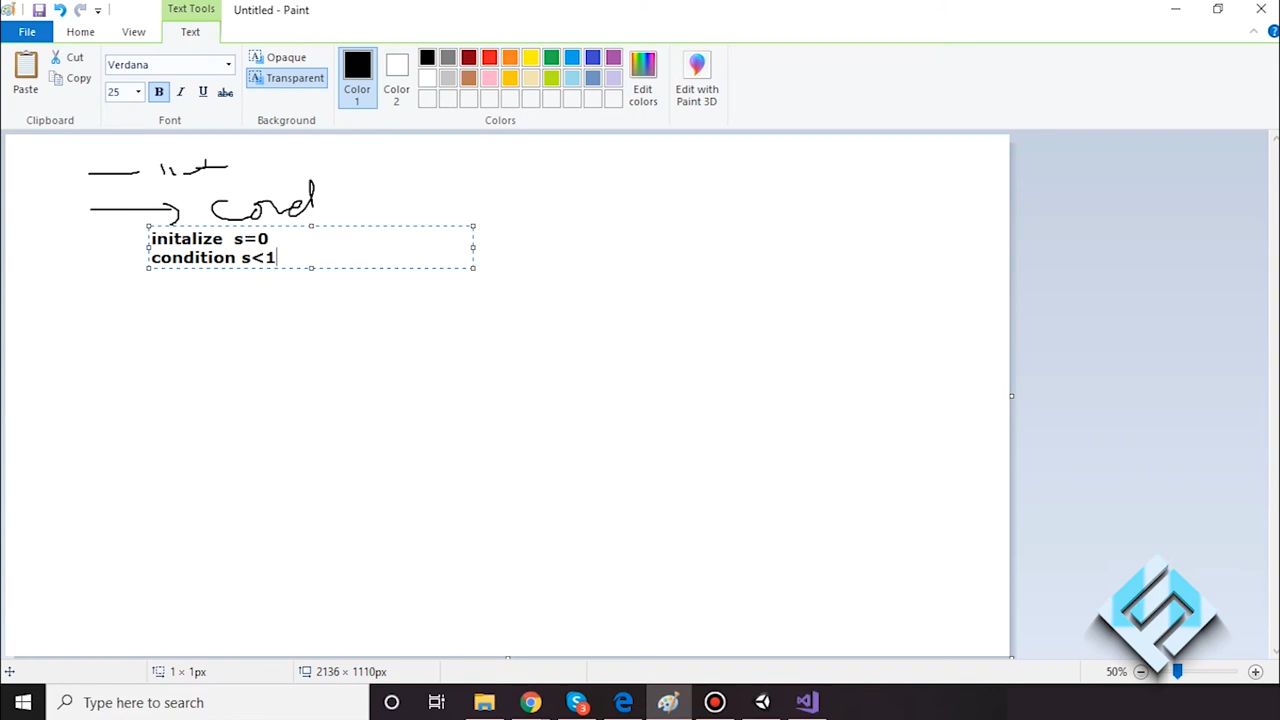 Text Tools
Untitled - Paint
File Home View Text
Cut
Copy
Paste
Clipboard
Verdana
25 B I U abc
Font
Opaque
Transparent
Background
Color 1
Color 2
Edit colors
Edit with Paint 3D
Colors
initalize s=0
condition s<1
1 × 1px
2136 × 1110px
50%
Type here to search
3